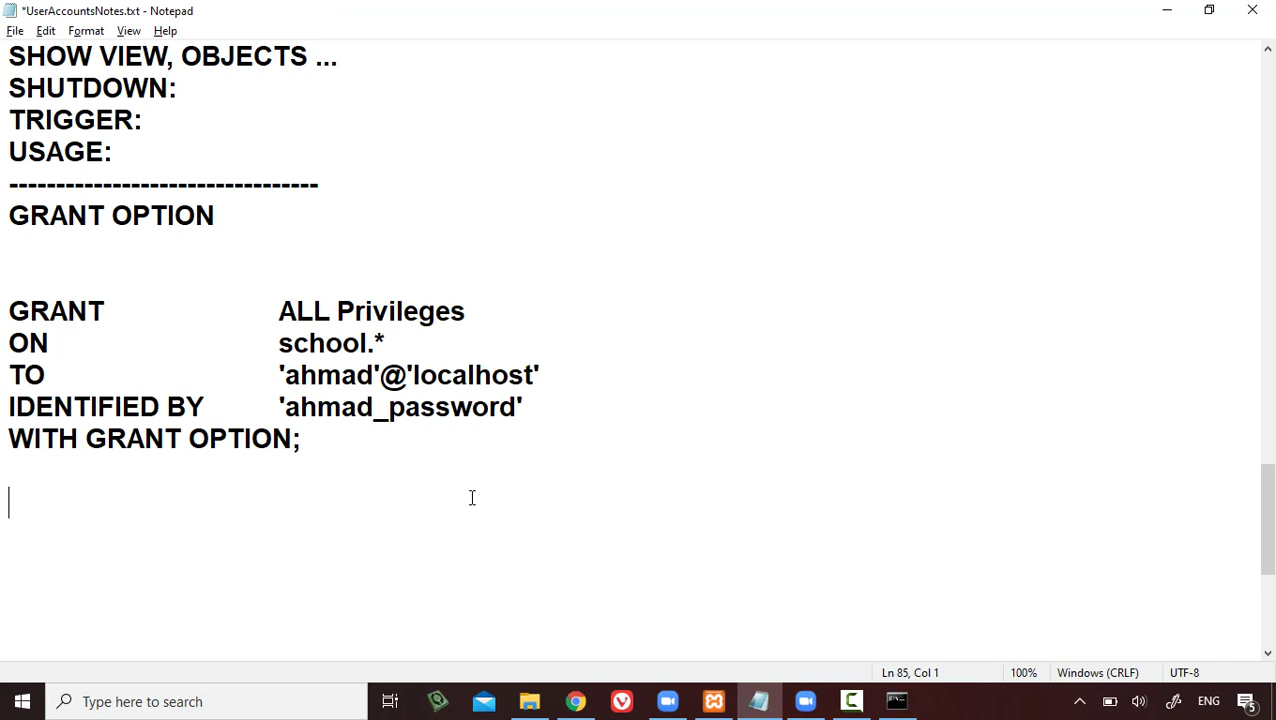 *UserAccountsNotes.txt - Notepad
File Edit Format View Help
SHOW VIEW, OBJECTS ...
SHUTDOWN:
TRIGGER:
USAGE:
---------------------------------
GRANT OPTION
GRANT ALL Privileges
ON school.*
TO 'ahmad'@'localhost'
IDENTIFIED BY 'ahmad_password'
WITH GRANT OPTION;
Ln 85, Col 1 100% Windows (CRLF) UTF-8
Type here to search ENG 5